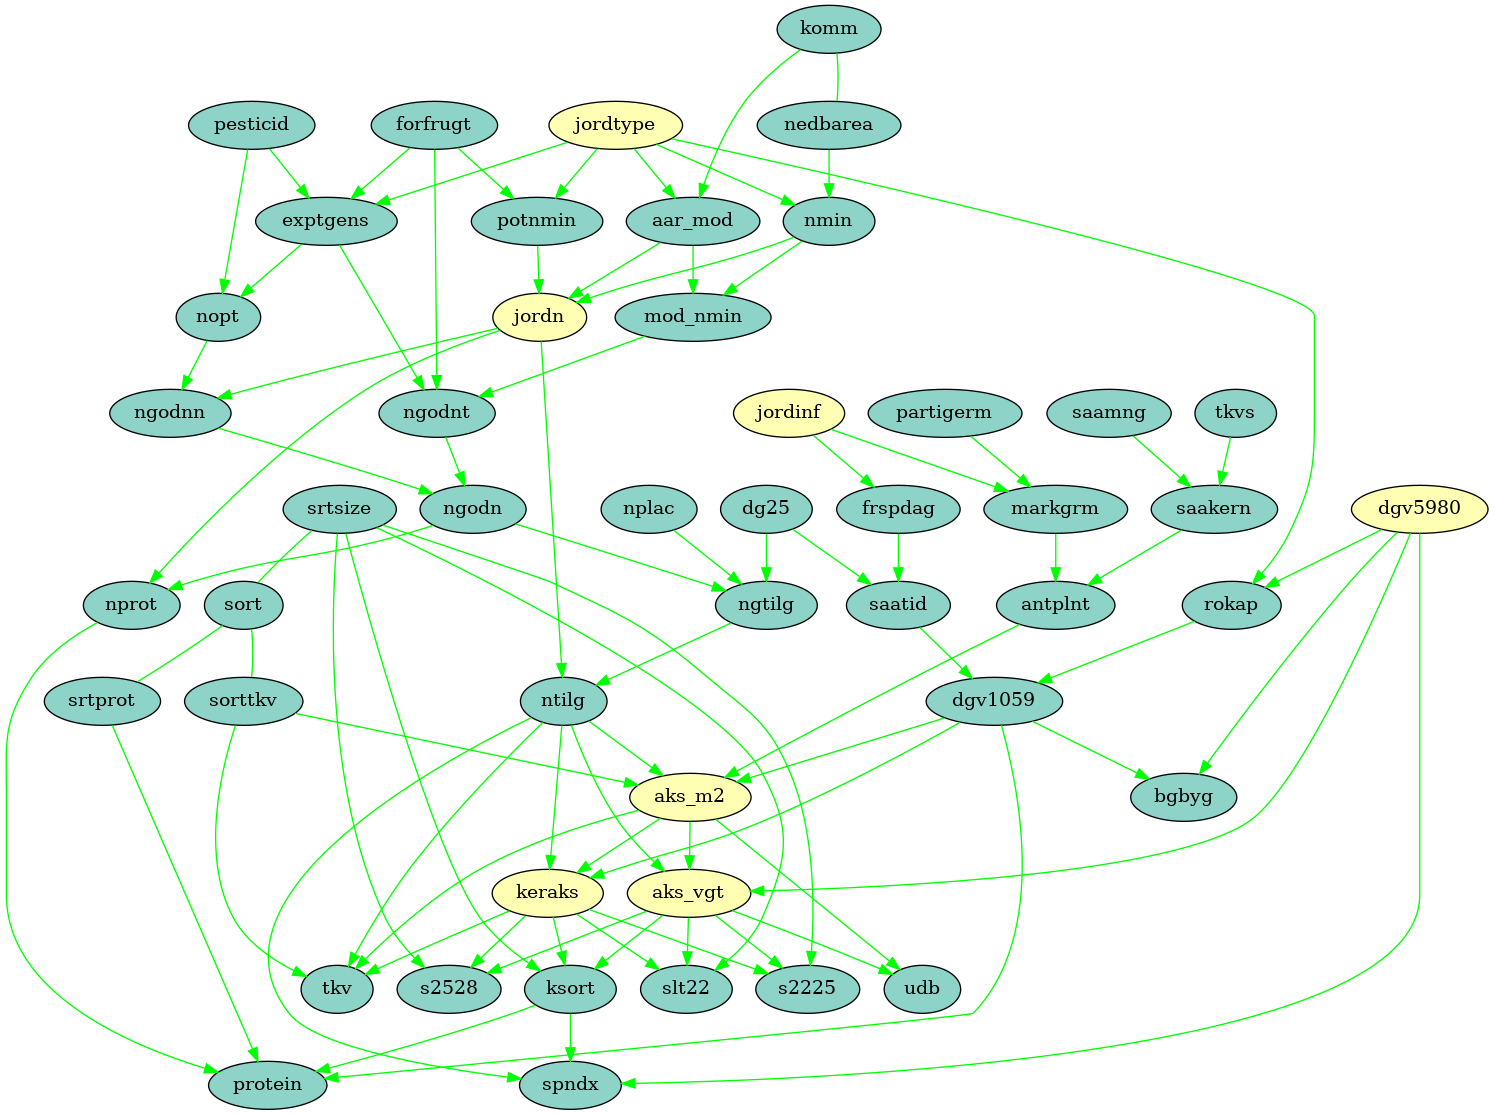 komm
pesticid forfrugt jordtype nedbarea
exptgens potnmin aar_mod nmin
nopt jordn mod_nmin
ngodnn ngodnt jordinf partigerm saamng tkvs
srtsize ngodn nplac dg25 frspdag markgrm saakern dgv5980
nprot sort ngtilg saatid antplnt rokap
srtprot sorttkv ntilg dgv1059
aks_m2 bgbyg
keraks aks_vgt
tkv s2528 ksort slt22 s2225 udb
protein spndx